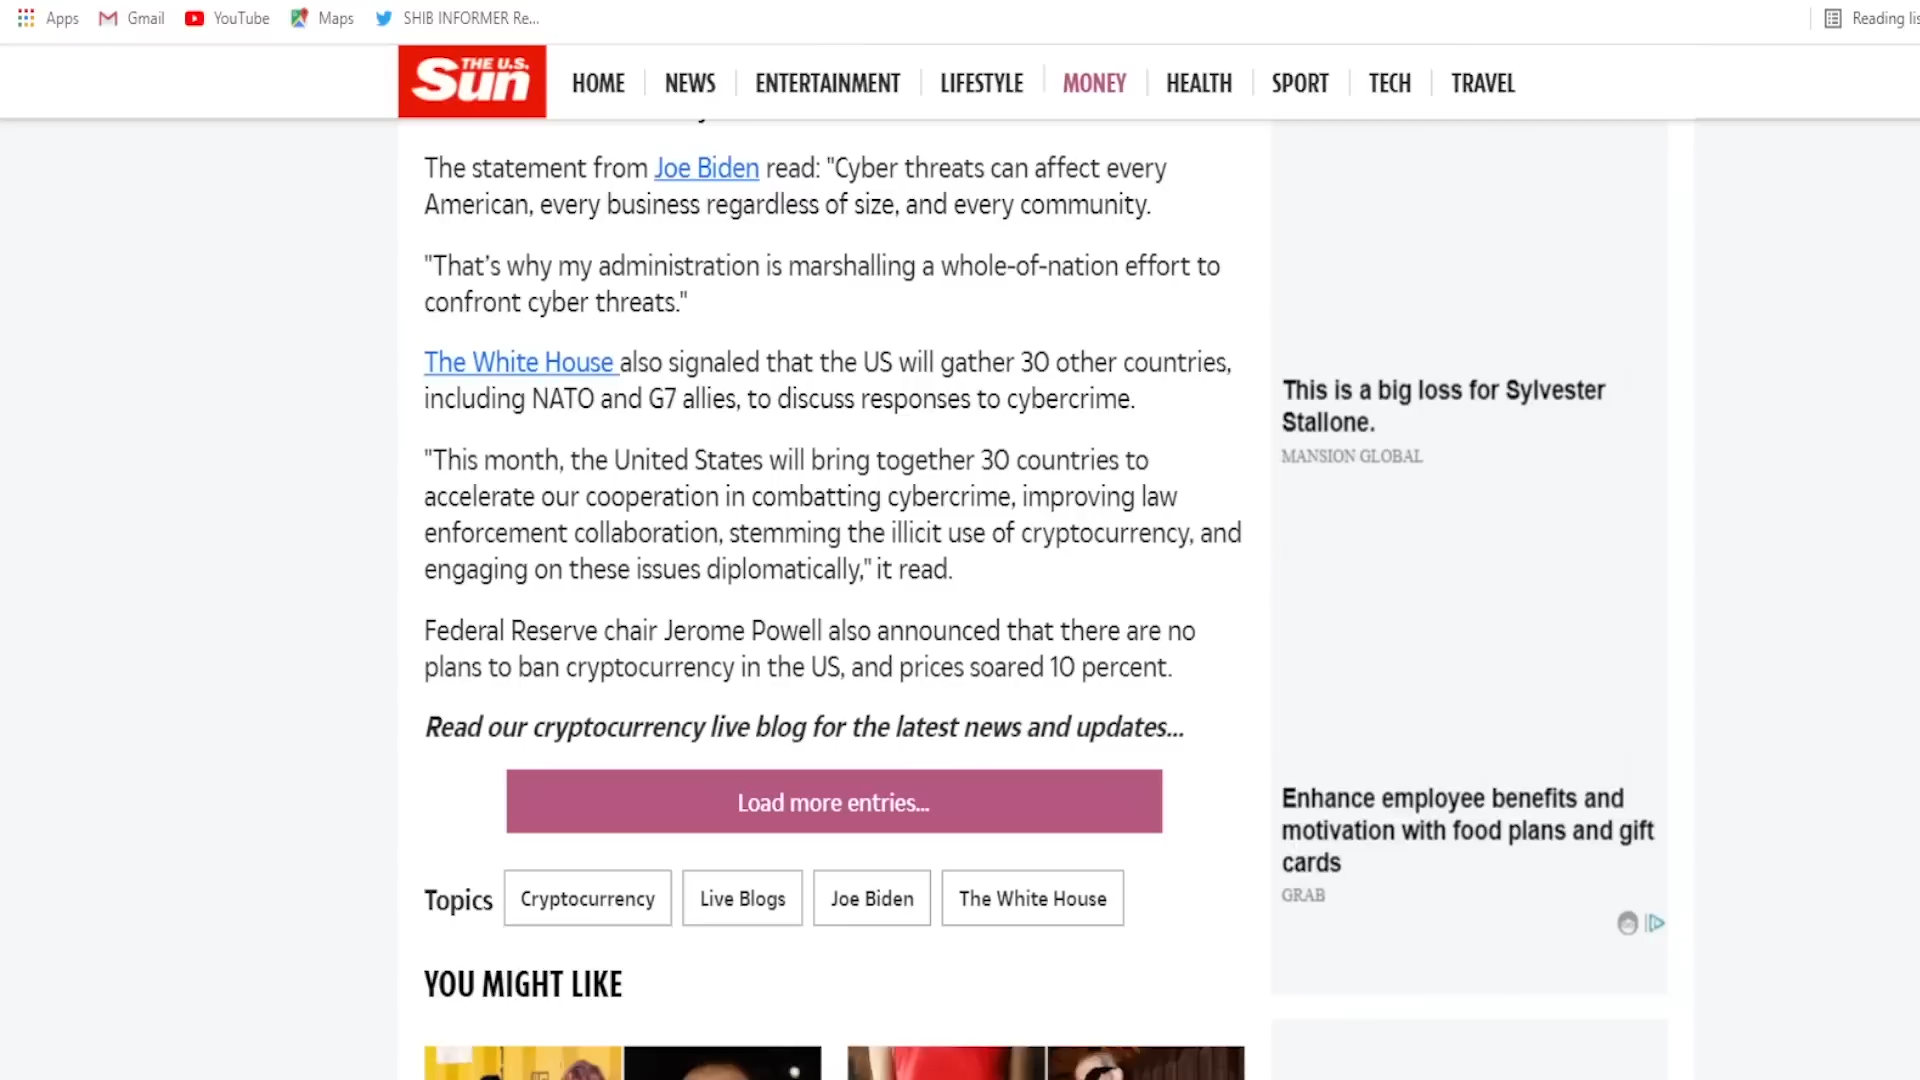 Apps Gmail YouTube Maps SHIB INFORMER Re... Reading lis
THE U.S.
Sun
HOME NEWS ENTERTAINMENT LIFESTYLE MONEY HEALTH SPORT TECH TRAVEL
The statement from Joe Biden read: "Cyber threats can affect every
American, every business regardless of size, and every community.
"That's why my administration is marshalling a whole-of-nation effort to
confront cyber threats."
The White House also signaled that the US will gather 30 other countries,
including NATO and G7 allies, to discuss responses to cybercrime.
"This month, the United States will bring together 30 countries to
accelerate our cooperation in combatting cybercrime, improving law
enforcement collaboration, stemming the illicit use of cryptocurrency, and
engaging on these issues diplomatically," it read.
Federal Reserve chair Jerome Powell also announced that there are no
plans to ban cryptocurrency in the US, and prices soared 10 percent.
Read our cryptocurrency live blog for the latest news and updates...
Load more entries...
Topics Cryptocurrency Live Blogs Joe Biden The White House
YOU MIGHT LIKE
This is a big loss for Sylvester
Stallone.
MANSION GLOBAL
Enhance employee benefits and
motivation with food plans and gift
cards
GRAB